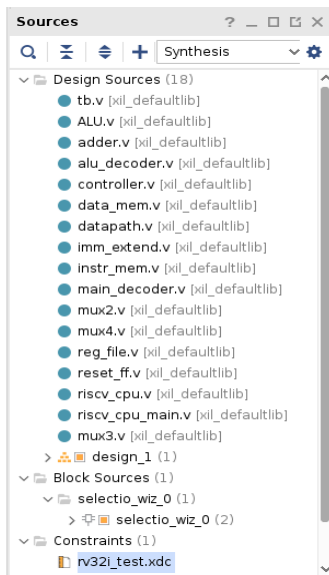 Sources
Synthesis
Design Sources (18)
tb.v [xil_defaultlib]
ALU.v [xil_defaultlib]
adder.v [xil_defaultlib]
alu_decoder.v [xil_defaultlib]
controller.v [xil_defaultlib]
data_mem.v [xil_defaultlib]
datapath.v [xil_defaultlib]
imm_extend.v [xil_defaultlib]
instr_mem.v [xil_defaultlib]
main_decoder.v [xil_defaultlib]
mux2.v [xil_defaultlib]
mux4.v [xil_defaultlib]
reg_file.v [xil_defaultlib]
reset_ff.v [xil_defaultlib]
riscv_cpu.v [xil_defaultlib]
riscv_cpu_main.v [xil_defaultlib]
mux3.v [xil_defaultlib]
design_1 (1)
Block Sources (1)
selectio_wiz_0 (1)
selectio_wiz_0 (2)
Constraints (1)
rv32i_test.xdc